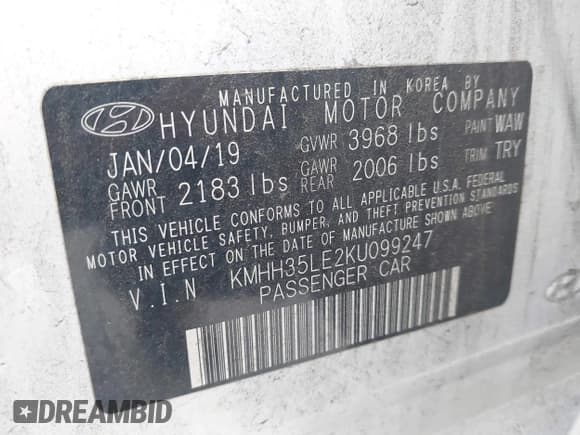 MANUFACTURED IN KOREA BY
HYUNDAI MOTOR COMPANY
JAN/04/19 GVWR 3968 lbs PAINT WAW
GAWR FRONT 2183 lbs GAWR REAR 2006 lbs TRIM TRY
THIS VEHICLE CONFORMS TO ALL APPLICABLE U.S.A. FEDERAL
MOTOR VEHICLE SAFETY, BUMPER, AND THEFT PREVENTION STANDARDS
IN EFFECT ON THE DATE OF MANUFACTURE SHOWN ABOVE
V.I.N KMHH35LE2KU099247
PASSENGER CAR
DREAMBID